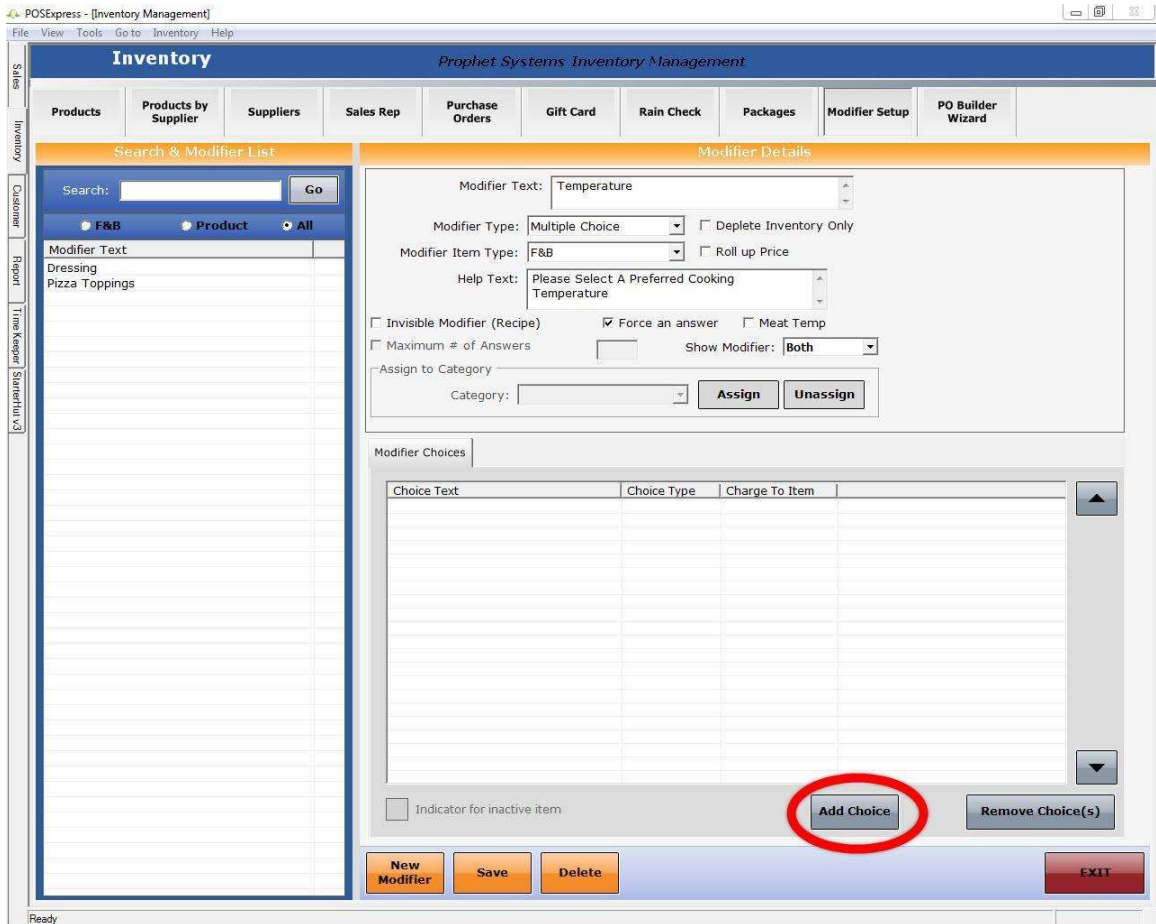 POSExpress - [Inventory Management]
File View Tools Go to Inventory Help
Sales
Inventory
Customer
Report
Time Keeper
StarterHut v3
Inventory
Prophet Systems Inventory Management
Products
Products by
Supplier
Suppliers
Sales Rep
Purchase
Orders
Gift Card
Rain Check
Packages
Modifier Setup
PO Builder
Wizard
Search & Modifier List
Search:
Go
F&B Product All
Modifier Text
Dressing
Pizza Toppings
Modifier Details
Modifier Text: Temperature
Modifier Type: Multiple Choice Deplete Inventory Only
Modifier Item Type: F&B Roll up Price
Help Text: Please Select A Preferred Cooking
Temperature
Invisible Modifier (Recipe) Force an answer Meat Temp
Maximum # of Answers Show Modifier: Both
Assign to Category
Category: Assign Unassign
Modifier Choices
Choice Text Choice Type Charge To Item
Indicator for inactive item
Add Choice
Remove Choice(s)
New
Modifier
Save
Delete
EXIT
Ready